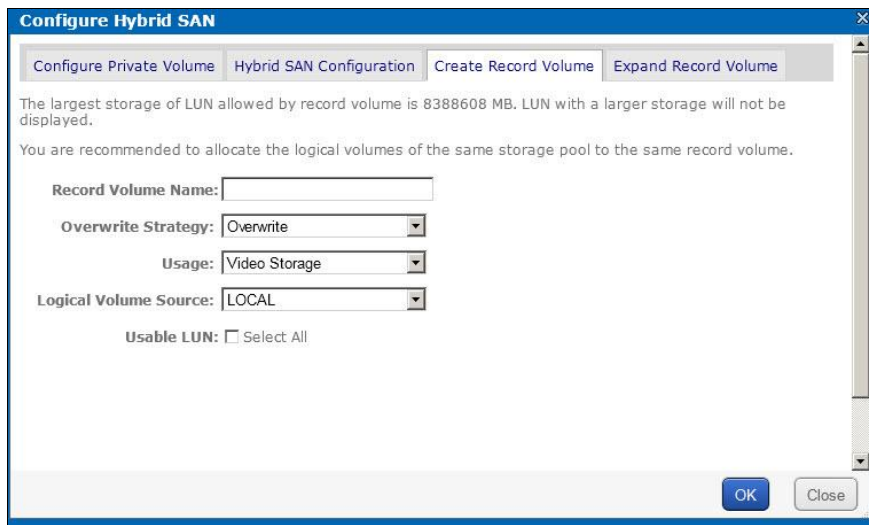 Configure Hybrid SAN
Configure Private Volume
Hybrid SAN Configuration
Create Record Volume
Expand Record Volume
The largest storage of LUN allowed by record volume is 8388608 MB. LUN with a larger storage will not be
displayed.
You are recommended to allocate the logical volumes of the same storage pool to the same record volume.
Record Volume Name:
Overwrite Strategy: Overwrite
Usage: Video Storage
Logical Volume Source: LOCAL
Usable LUN: Select All
OK
Close